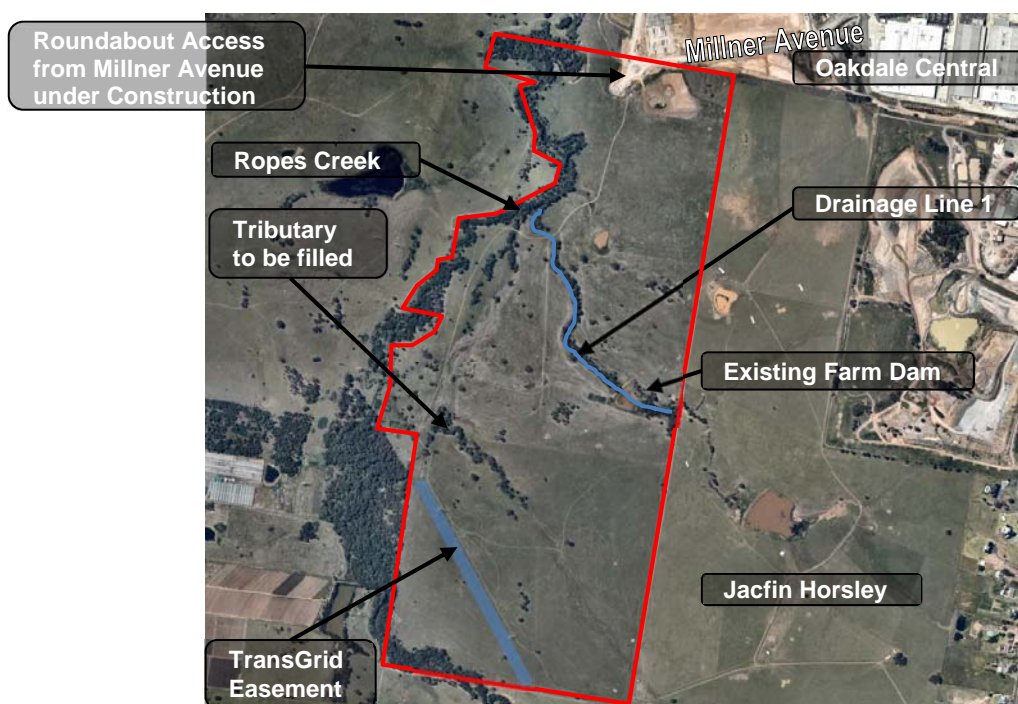 Roundabout Access
from Millner Avenue
under Construction
Millner Avenue
Oakdale Central
Ropes Creek
Drainage Line 1
Tributary
to be filled
Existing Farm Dam
Jacfin Horsley
TransGrid
Easement